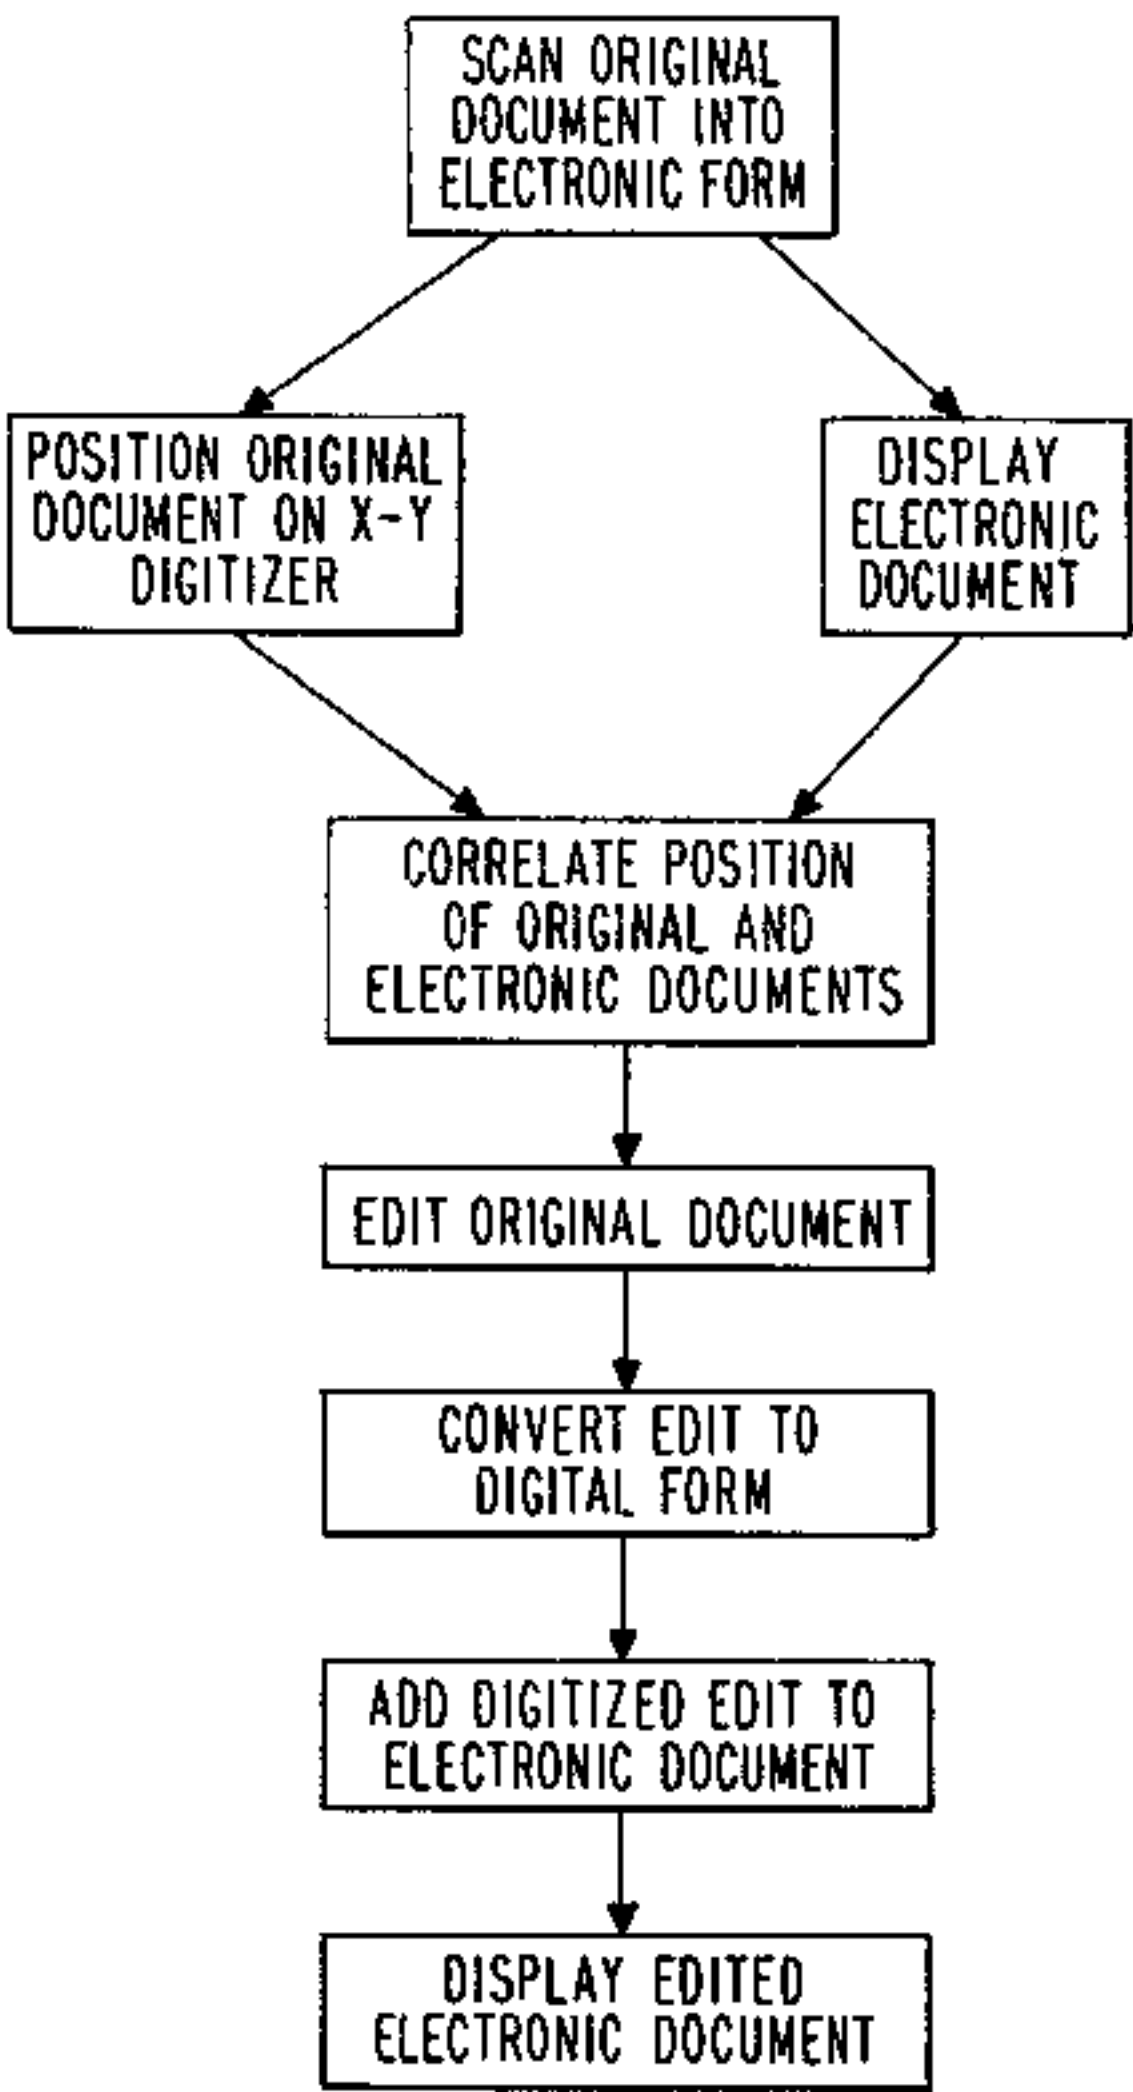 SCAN ORIGINAL
DOCUMENT INTO
ELECTRONIC FORM
POSITION ORIGINAL
DOCUMENT ON X-Y
DIGITIZER
DISPLAY
ELECTRONIC
DOCUMENT
CORRELATE POSITION
OF ORIGINAL AND
ELECTRONIC DOCUMENTS
EDIT ORIGINAL DOCUMENT
CONVERT EDIT TO
DIGITAL FORM
ADD DIGITIZED EDIT TO
ELECTRONIC DOCUMENT
DISPLAY EDITED
ELECTRONIC DOCUMENT